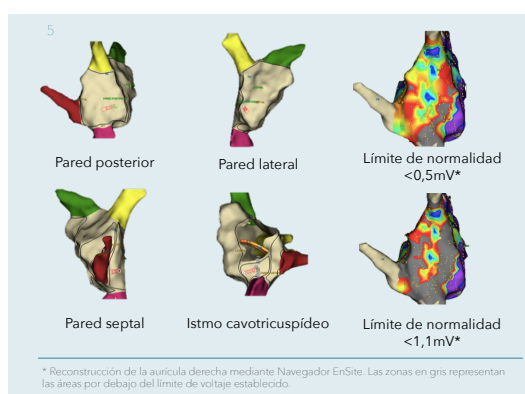 5
Pared posterior
Pared lateral
Límite de normalidad
<0,5mV*
Pared septal
Istmo cavotricuspídeo
Límite de normalidad
<1,1mV*
* Reconstrucción de la aurícula derecha mediante Navegador EnSite. Las zonas en gris representan
las áreas por debajo del límite de voltaje establecido.